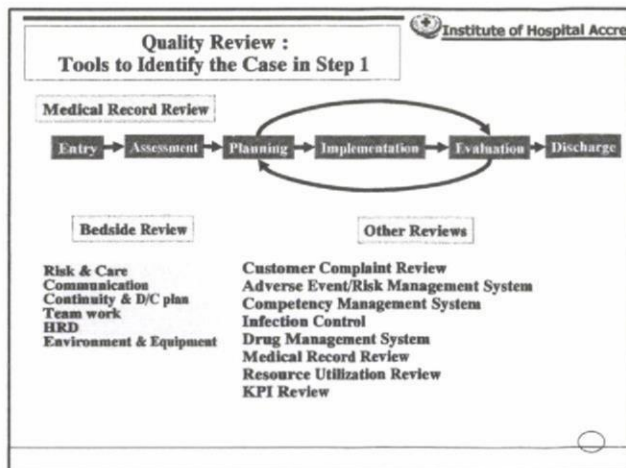 Institute of Hospital Accre
Quality Review :
Tools to Identify the Case in Step 1
Medical Record Review
Entry Assessment Planning Implementation Evaluation Discharge
Bedside Review
Risk & Care
Communication
Continuity & D/C plan
Team work
HRD
Environment & Equipment
Other Reviews
Customer Complaint Review
Adverse Event/Risk Management System
Competency Management System
Infection Control
Drug Management System
Medical Record Review
Resource Utilization Review
KPI Review